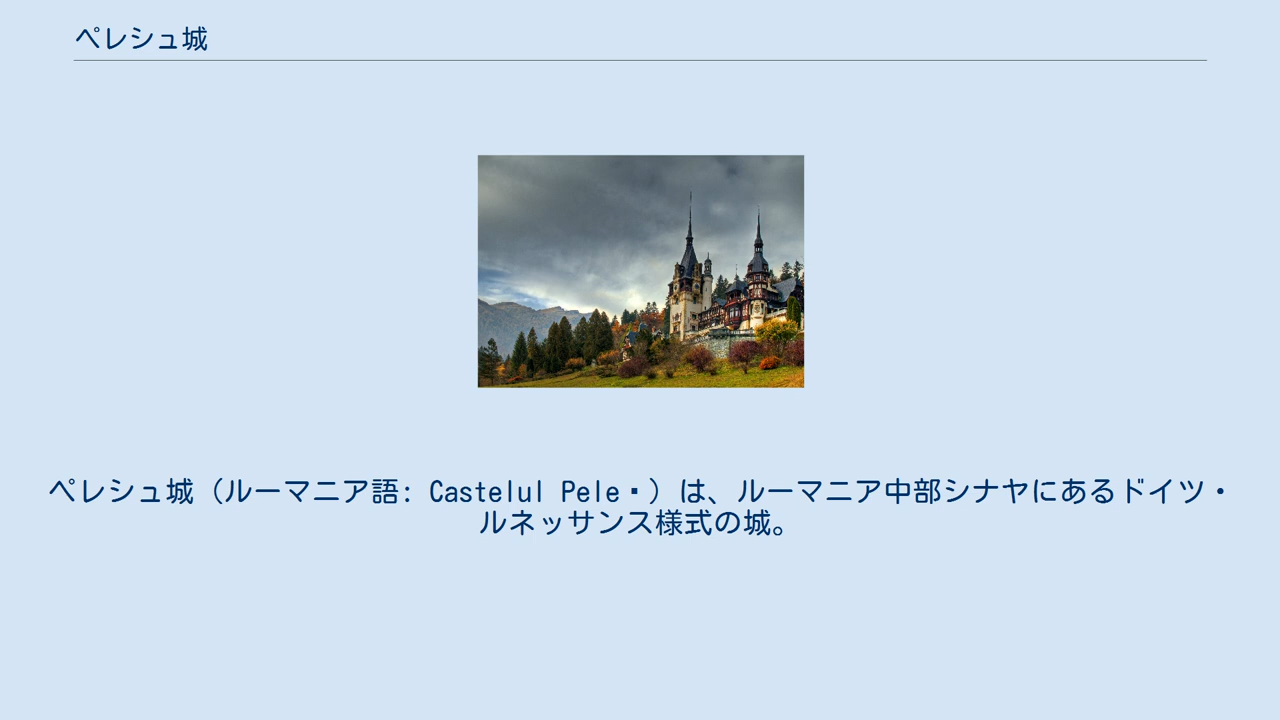 ペレシュ城
ペレシュ城（ルーマニア語: Castelul Pele▪）は、ルーマニア中部シナヤにあるドイツ・
ルネッサンス様式の城。